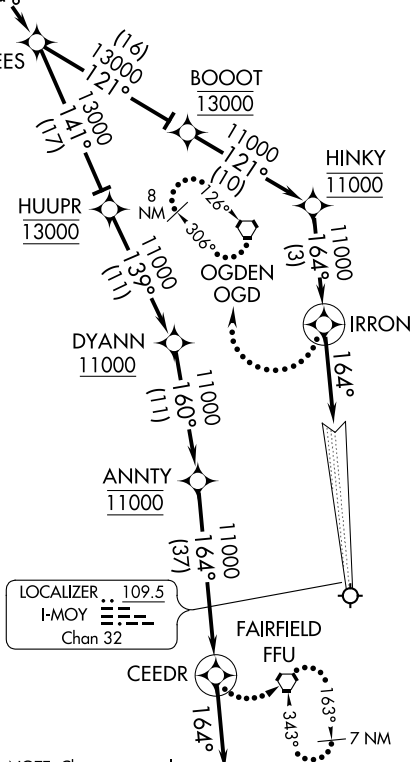 EES
(16)
13000
121°
13000
141°
(17)
BOOOT
13000
11000
121°
(10)
HINKY
11000
HUUPR
13000
8
NM
126°
306°
11000
164°
(3)
OGDEN
OGD
IRRON
11000
139°
(11)
DYANN
11000
164°
11000
160°
(11)
ANNTY
11000
11000
164°
(37)
LOCALIZER 109.5
I-MOY
Chan 32
FAIRFIELD
FFU
CEEDR
163°
343°
7 NM
164°